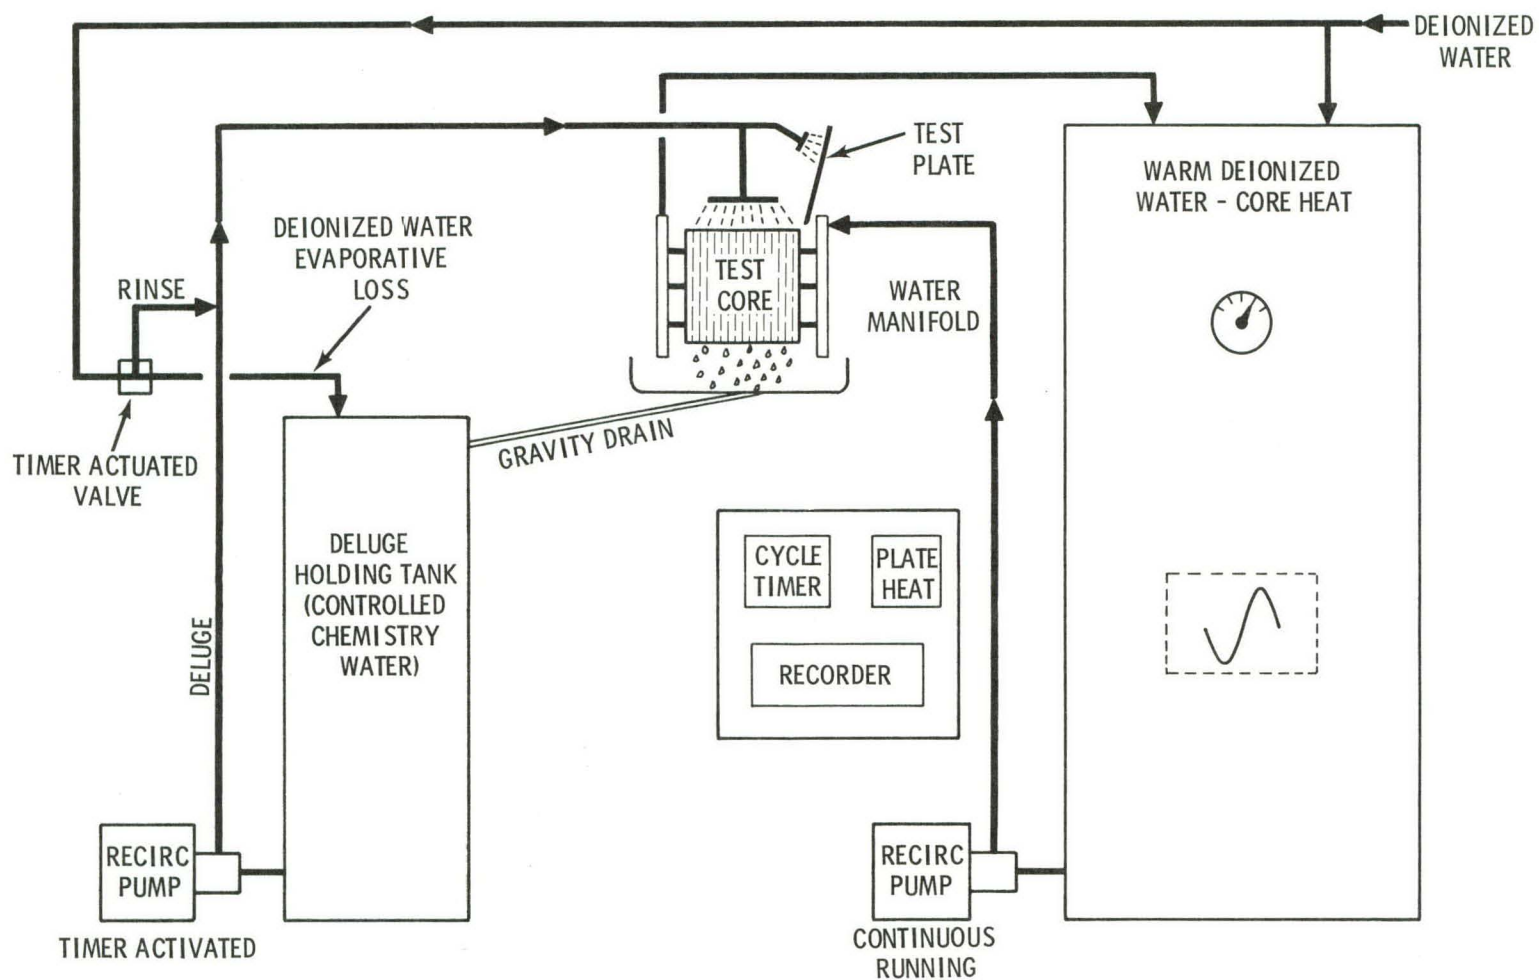 DEIONIZED
WATER
TEST
PLATE
WARM DEIONIZED
WATER - CORE HEAT
DEIONIZED WATER
EVAPORATIVE
LOSS
RINSE
TEST
CORE
WATER
MANIFOLD
TIMER ACTUATED
VALVE
GRAVITY DRAIN
DELUGE
HOLDING TANK
(CONTROLLED
CHEMISTRY
WATER)
CYCLE
TIMER
PLATE
HEAT
RECORDER
DELUGE
RECIRC
PUMP
TIMER ACTIVATED
RECIRC
PUMP
CONTINUOUS
RUNNING